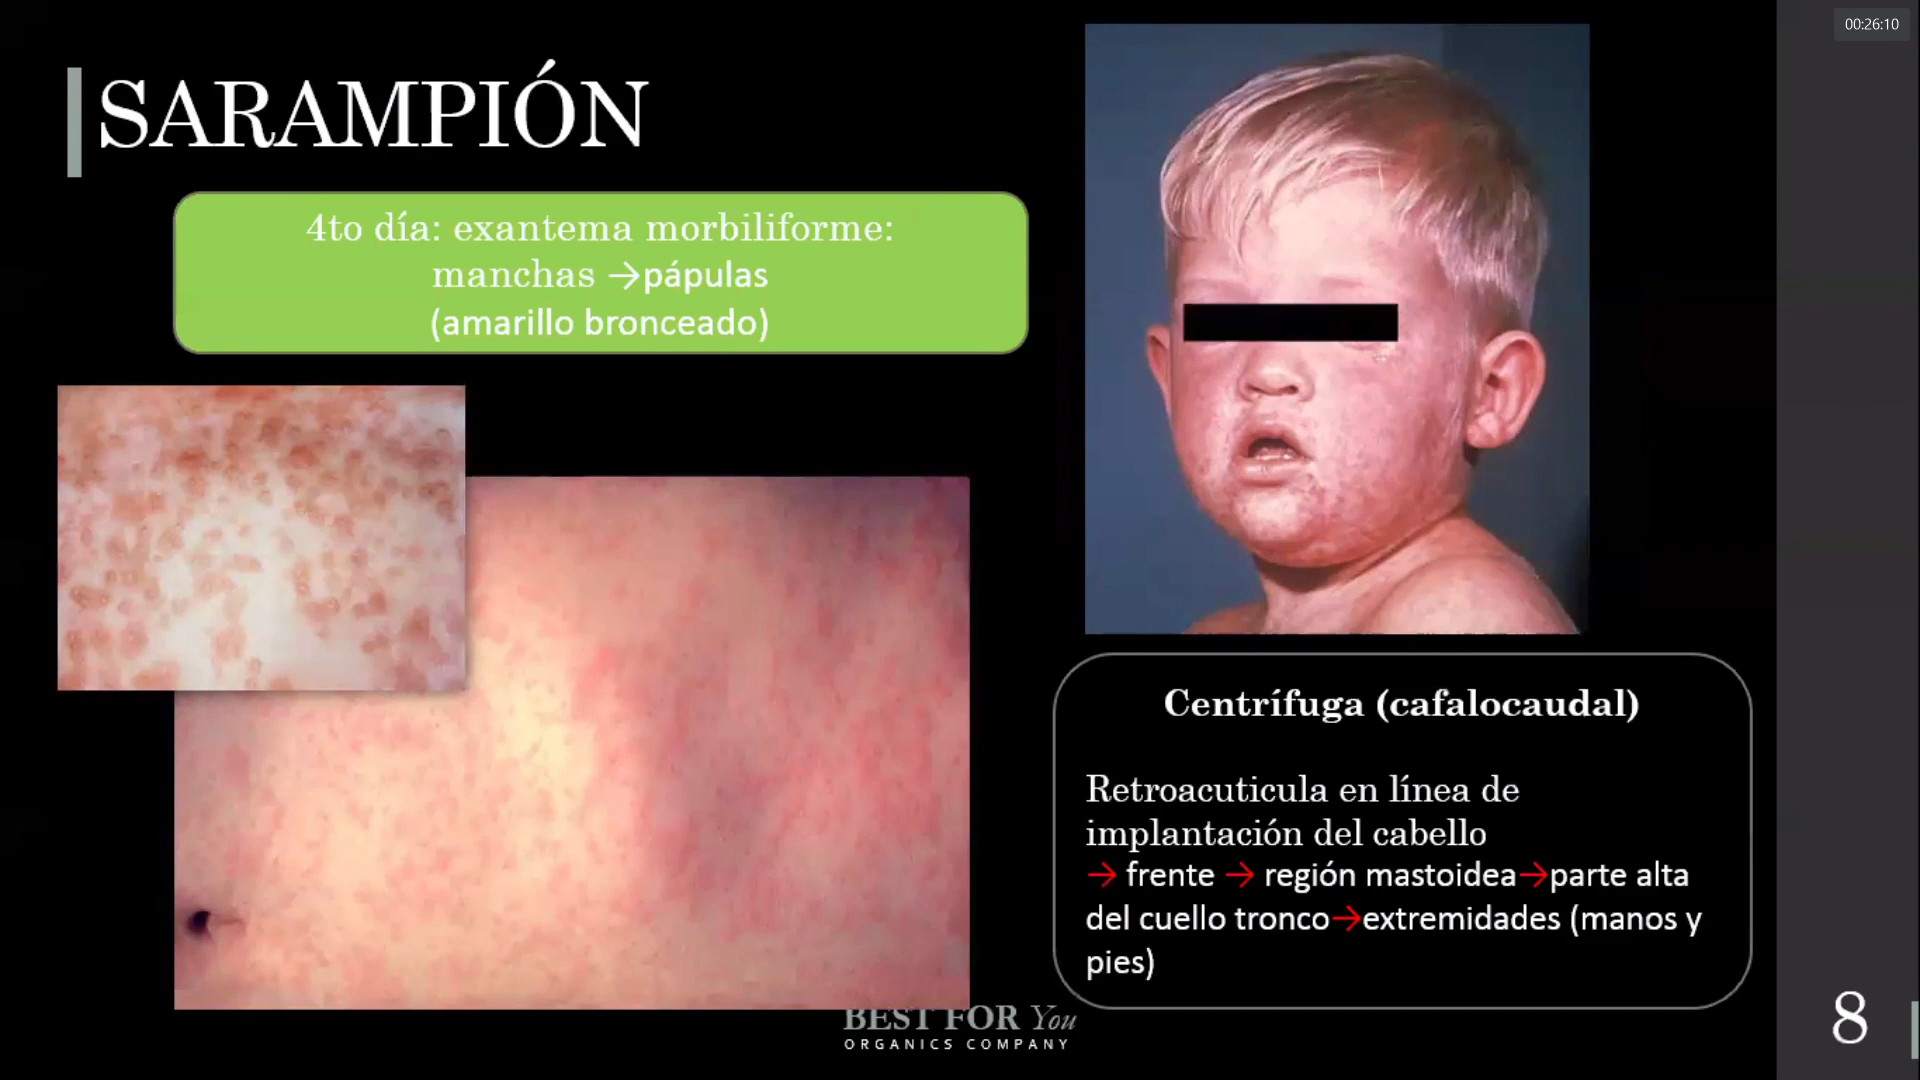 00:26:10
SARAMPIÓN
4to día: exantema morbiliforme:
manchas →pápulas
(amarillo bronceado)
Centrífuga (cafalocaudal)
Retroacuticula en línea de
implantación del cabello
→ frente → región mastoidea→parte alta
del cuello tronco→extremidades (manos y
pies)
BEST FOR You
ORGANICS COMPANY
8